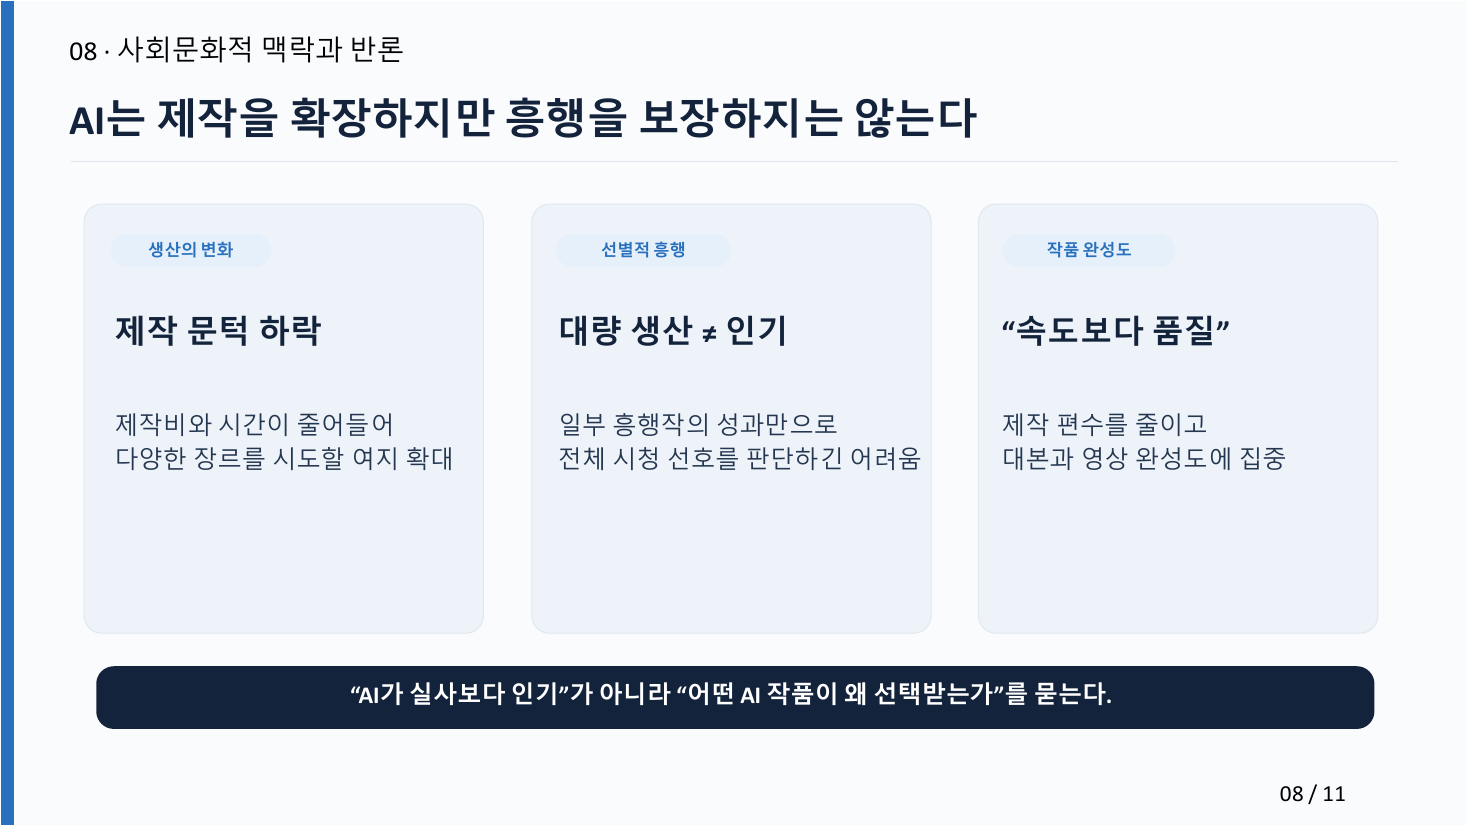 08 · 사회문화적 맥락과 반론
AI는 제작을 확장하지만 흥행을 보장하지는 않는다
생산의 변화
제작 문턱 하락
제작비와 시간이 줄어들어
다양한 장르를 시도할 여지 확대
선별적 흥행
대량 생산 ≠ 인기
일부 흥행작의 성과만으로
전체 시청 선호를 판단하긴 어려움
작품 완성도
“속도보다 품질”
제작 편수를 줄이고
대본과 영상 완성도에 집중
“AI가 실사보다 인기”가 아니라 “어떤 AI 작품이 왜 선택받는가”를 묻는다.
08 / 11